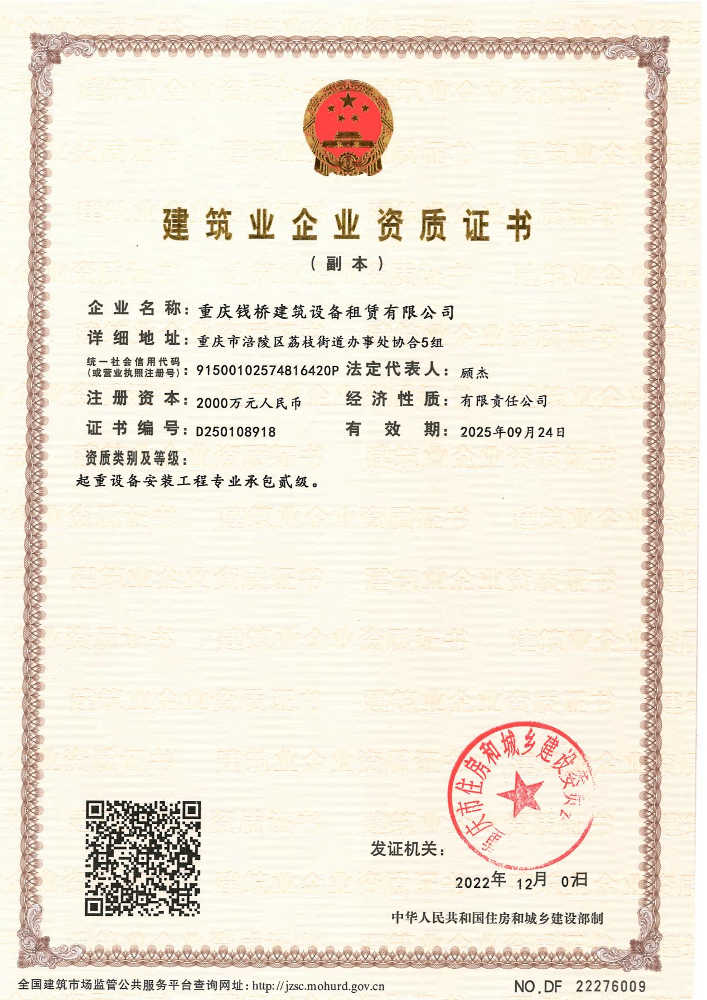 建筑业企业资质证书
（副本）
企业名称：重庆钱桥建筑设备租赁有限公司
详细地址：重庆市涪陵区荔枝街道办事处协合5组
统一社会信用代码
（或营业执照注册号）：91500102574816420P 法定代表人：顾杰
注册资本：2000万元人民币 经济性质：有限责任公司
证书编号：D250108918 有效期：2025年09月24日
资质类别及等级：
起重设备安装工程专业承包贰级。
庆市住房和城乡建设委员
发证机关：
2022年 12月 07日
中华人民共和国住房和城乡建设部制
全国建筑市场监管公共服务平台查询网址：http://jzsc.mohurd.gov.cn
NO.DF 22276009